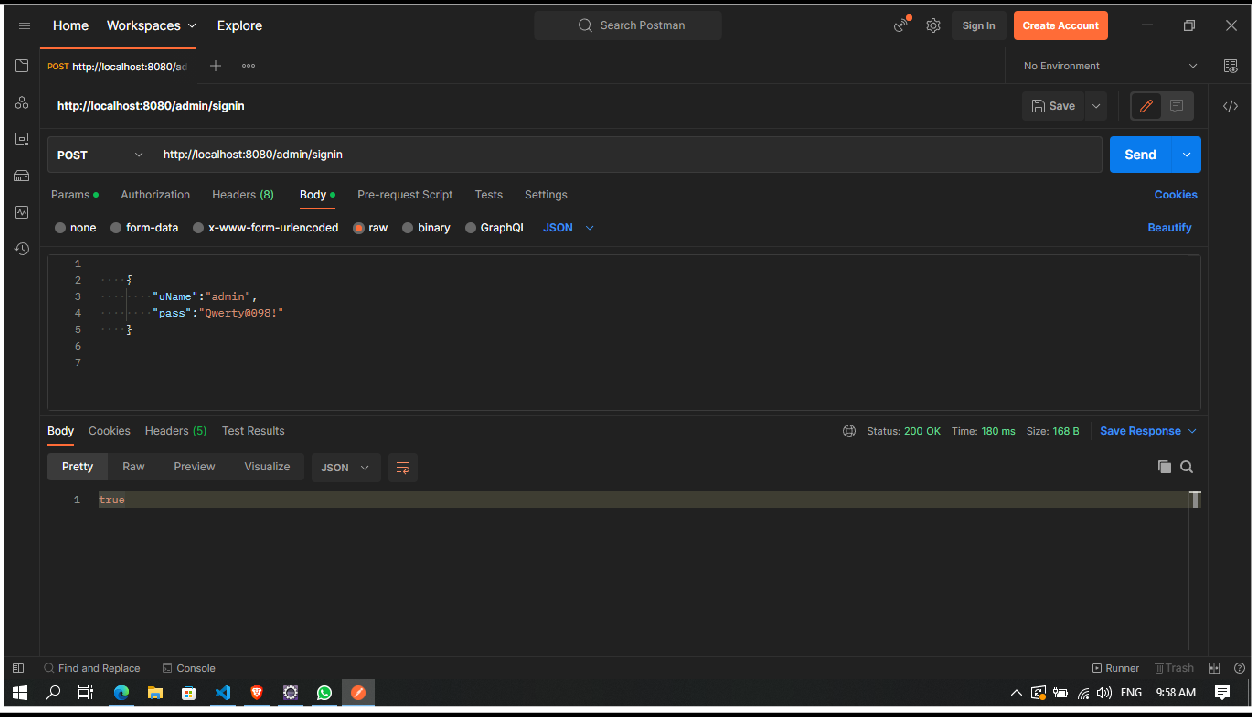 Home Workspaces Explore Search Postman Sign In Create Account
POST http://localhost:8080/ad No Environment
http://localhost:8080/admin/signin Save
POST http://localhost:8080/admin/signin Send
Params Authorization Headers (8) Body Pre-request Script Tests Settings Cookies
none form-data x-www-form-urlencoded raw binary GraphQL JSON Beautify
1
2 {
3 "uName":"admin",
4 "pass":"Qwerty@098!"
5 }
6
7
Body Cookies Headers (5) Test Results Status: 200 OK Time: 180 ms Size: 168 B Save Response
Pretty Raw Preview Visualize JSON
1 true
Find and Replace Console Runner Trash
ENG 9:58 AM